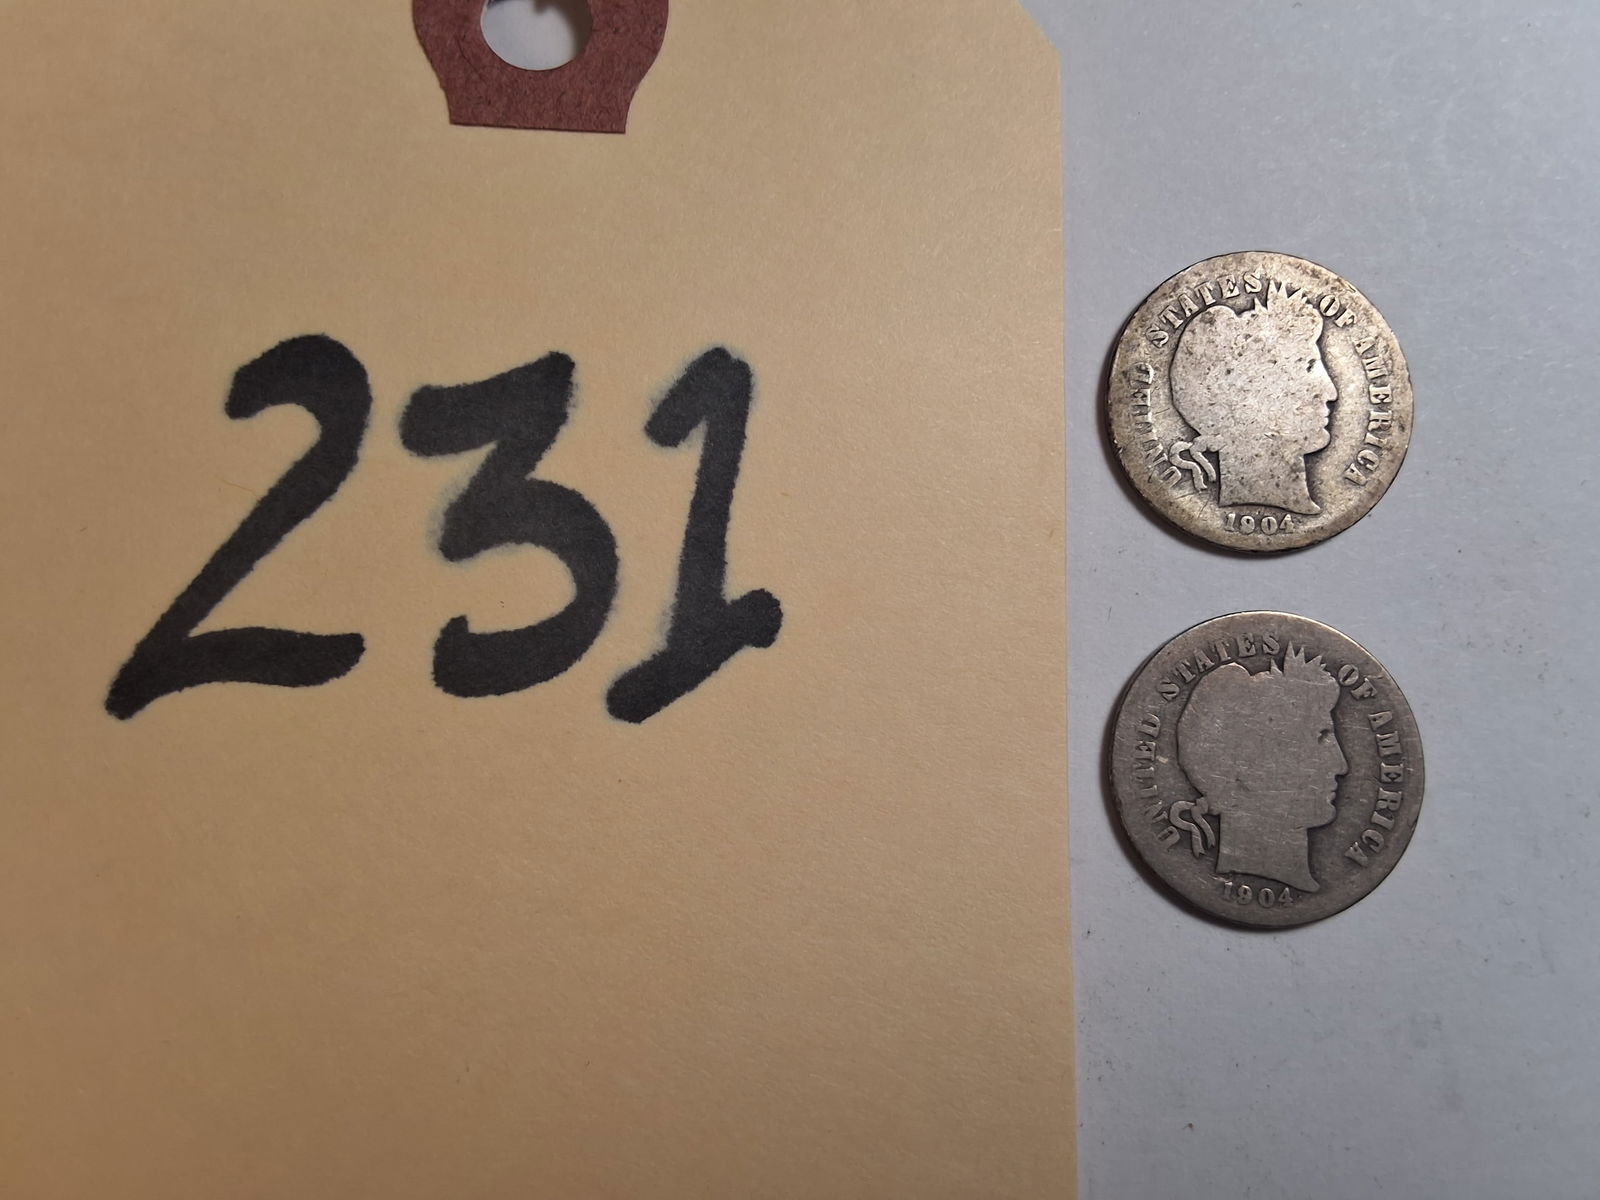 231
UNITED STATES OF AMERICA
1904
UNITED STATES OF AMERICA
1904